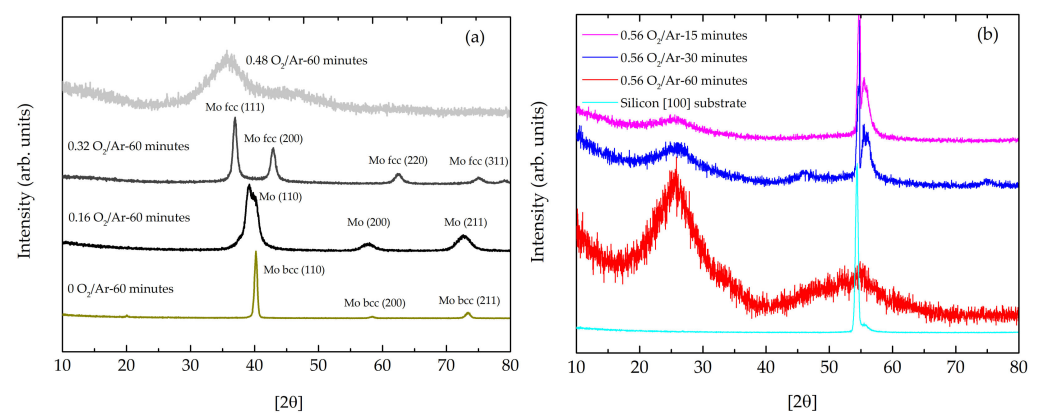 (a)
0.48 O2/Ar-60 minutes
Mo fcc (111)
Mo fcc (200)
0.32 O2/Ar-60 minutes
Mo fcc (220)
Mo fcc (311)
Mo (110)
0.16 O2/Ar-60 minutes
Mo (200)
Mo (211)
Mo bcc (110)
0 O2/Ar-60 minutes
Mo bcc (200)
Mo bcc (211)
Intensity (arb. units)
10 20 30 40 50 60 70 80
[2θ]
(b)
0.56 O2/Ar-15 minutes
0.56 O2/Ar-30 minutes
0.56 O2/Ar-60 minutes
Silicon [100] substrate
Intensity (arb. units)
10 20 30 40 50 60 70 80
[2θ]